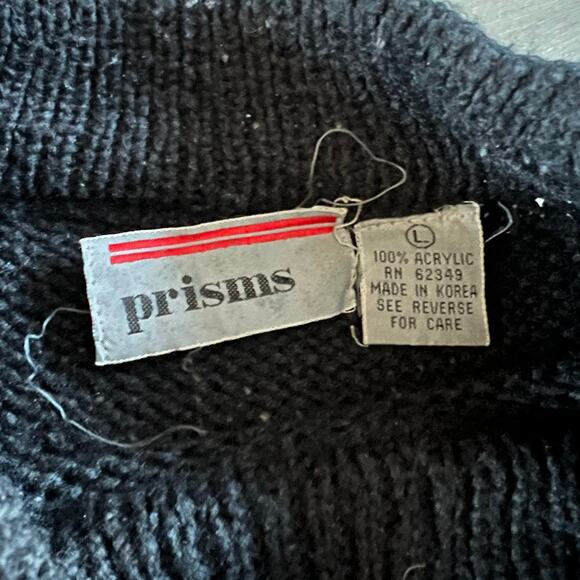 prisms
L
100% ACRYLIC
RN 62349
MADE IN KOREA
SEE REVERSE
FOR CARE